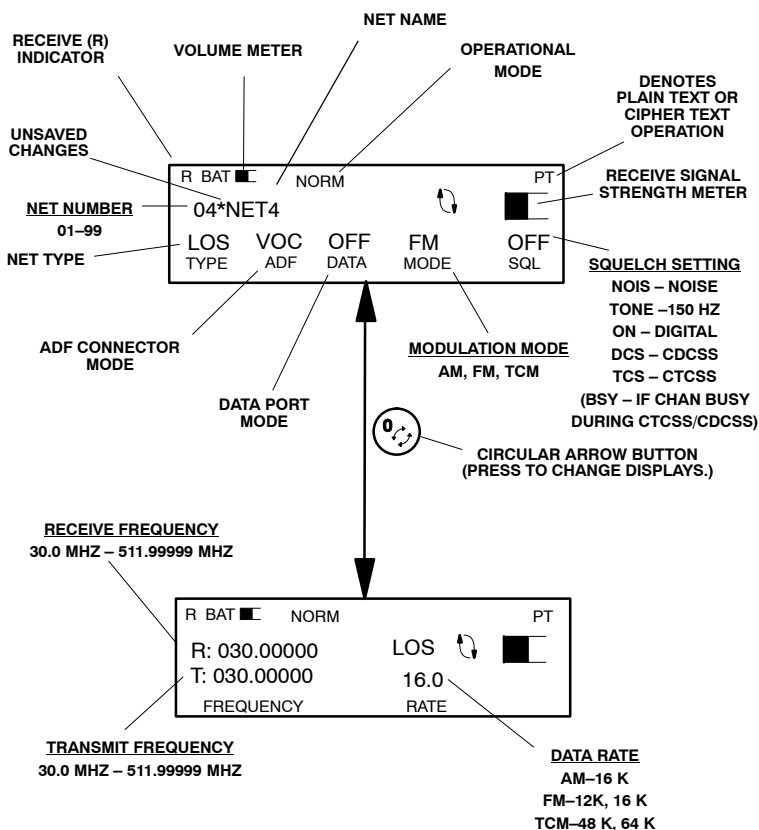 NET NAME
RECEIVE (R)
INDICATOR
VOLUME METER
OPERATIONAL
MODE
DENOTES
PLAIN TEXT OR
CIPHER TEXT
OPERATION
UNSAVED
CHANGES
RECEIVE SIGNAL
STRENGTH METER
NET NUMBER
01–99
NET TYPE
R BAT NORM PT
04*NET4
LOS VOC OFF FM OFF
TYPE ADF DATA MODE SQL
SQUELCH SETTING
NOIS – NOISE
TONE –150 HZ
ON – DIGITAL
DCS – CDCSS
TCS – CTCSS
(BSY – IF CHAN BUSY
DURING CTCSS/CDCSS)
ADF CONNECTOR
MODE
DATA PORT
MODE
MODULATION MODE
AM, FM, TCM
0
CIRCULAR ARROW BUTTON
(PRESS TO CHANGE DISPLAYS.)
RECEIVE FREQUENCY
30.0 MHZ – 511.99999 MHZ
R BAT NORM PT
R: 030.00000 LOS
T: 030.00000 16.0
FREQUENCY RATE
TRANSMIT FREQUENCY
30.0 MHZ – 511.99999 MHZ
DATA RATE
AM–16 K
FM–12K, 16 K
TCM–48 K, 64 K